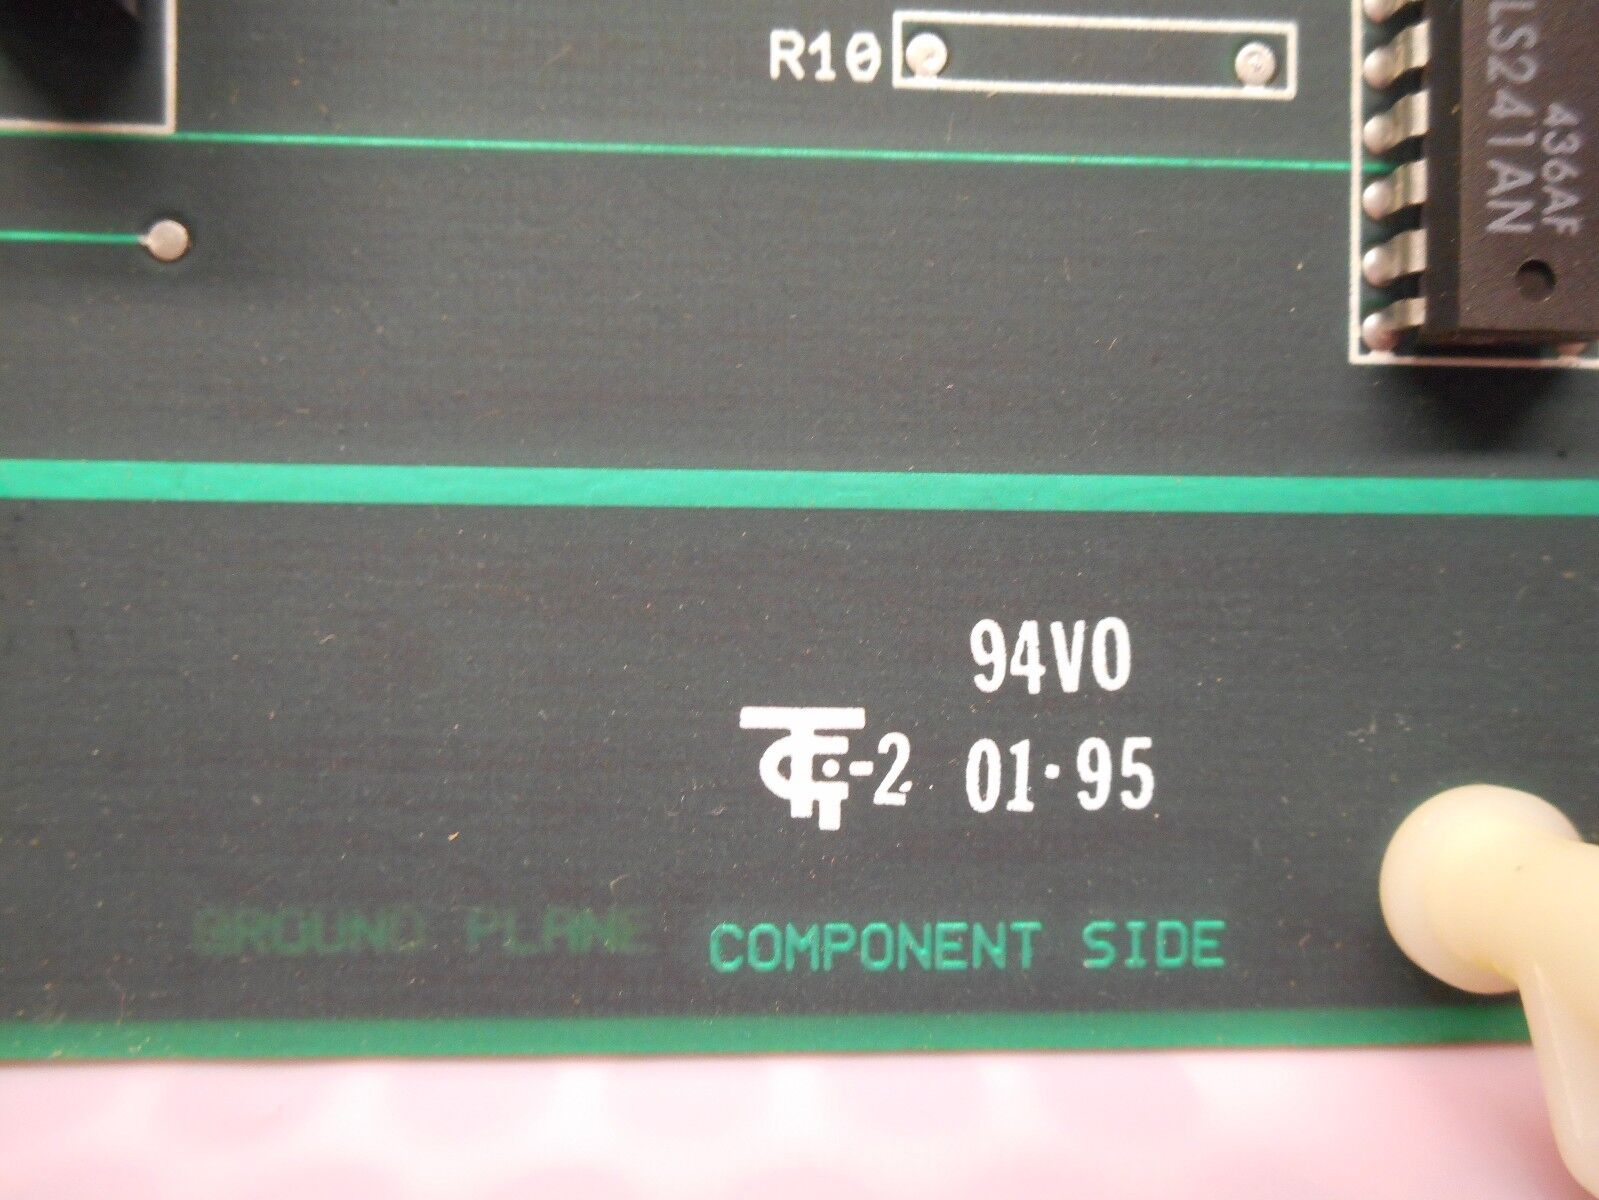 R10
LS241AN
436AF
94V0
-2 01·95
GROUND PLANE COMPONENT SIDE